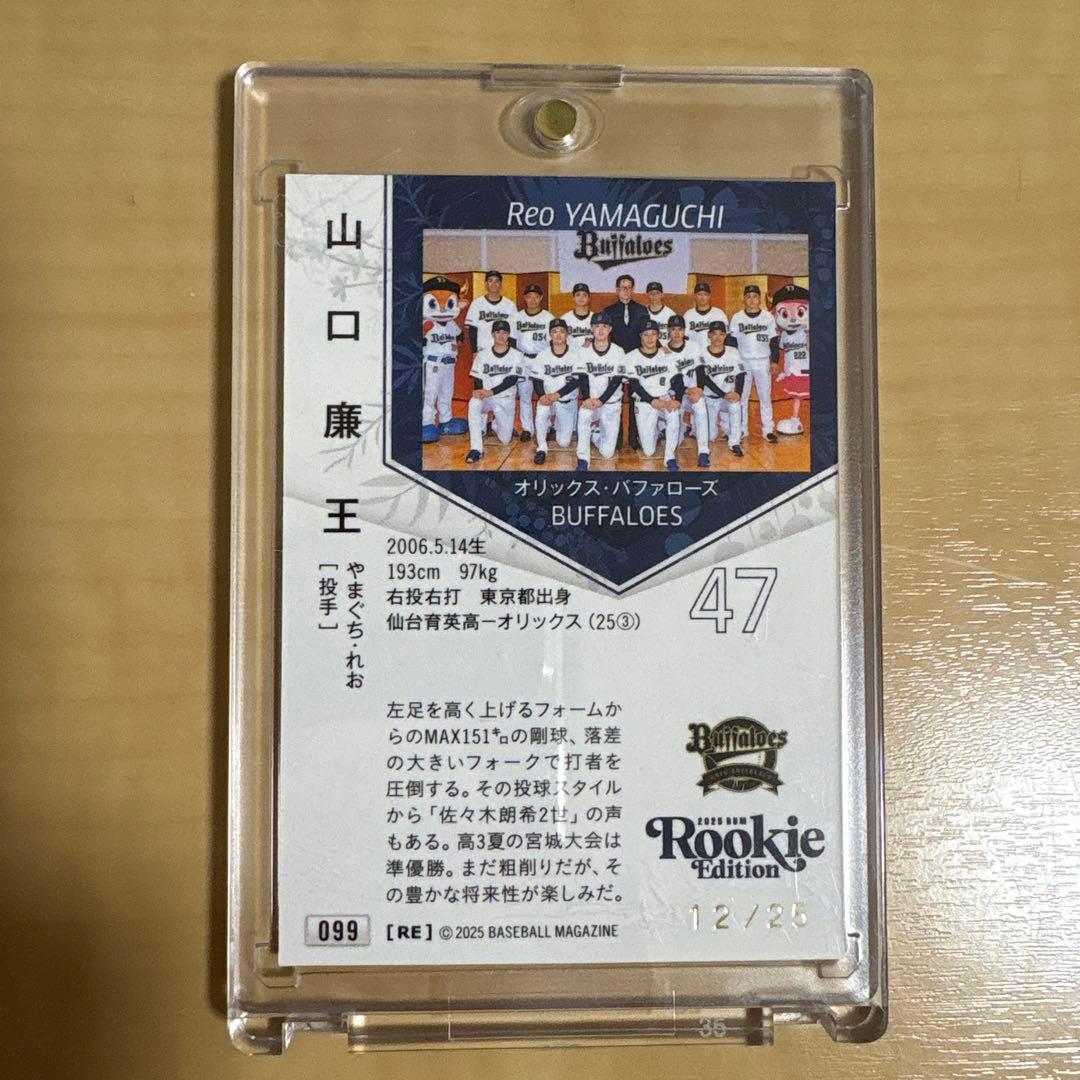 山口廉王
やまぐち・れお
[投手]
Reo YAMAGUCHI
Buffaloes
オリックス・バファローズ
BUFFALOES
2006.5.14生
193cm 97kg
右投右打 東京都出身
仙台育英高ーオリックス（25③）
47
左足を高く上げるフォームか
らのMAX151㌔の剛球、落差
の大きいフォークで打者を
圧倒する。その投球スタイル
から「佐々木朗希2世」の声
もある。高3夏の宮城大会は
準優勝。まだ粗削りだが、そ
の豊かな将来性が楽しみだ。
Buffaloes
2025 BBM
Rookie
Edition
12/25
099
[RE] ©2025 BASEBALL MAGAZINE
35